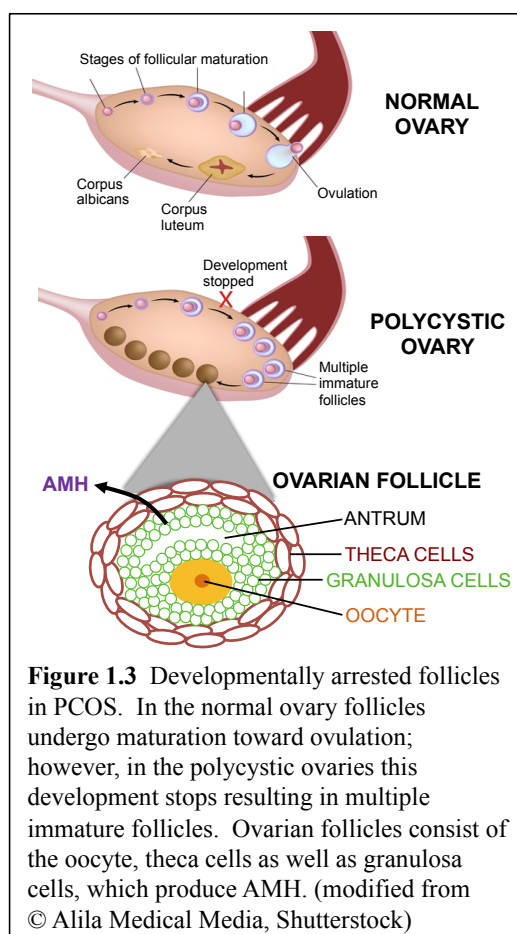 Stages of follicular maturation
NORMAL
OVARY
Ovulation
Corpus
albicans
Corpus
luteum
Development
stopped
X
POLYCYSTIC
OVARY
Multiple
immature
follicles
AMH
OVARIAN FOLLICLE
ANTRUM
THECA CELLS
GRANULOSA CELLS
OOCYTE
Figure 1.3  Developmentally arrested follicles
in PCOS.  In the normal ovary follicles
undergo maturation toward ovulation;
however, in the polycystic ovaries this
development stops resulting in multiple
immature follicles.  Ovarian follicles consist of
the oocyte, theca cells as well as granulosa
cells, which produce AMH. (modified from
© Alila Medical Media, Shutterstock)